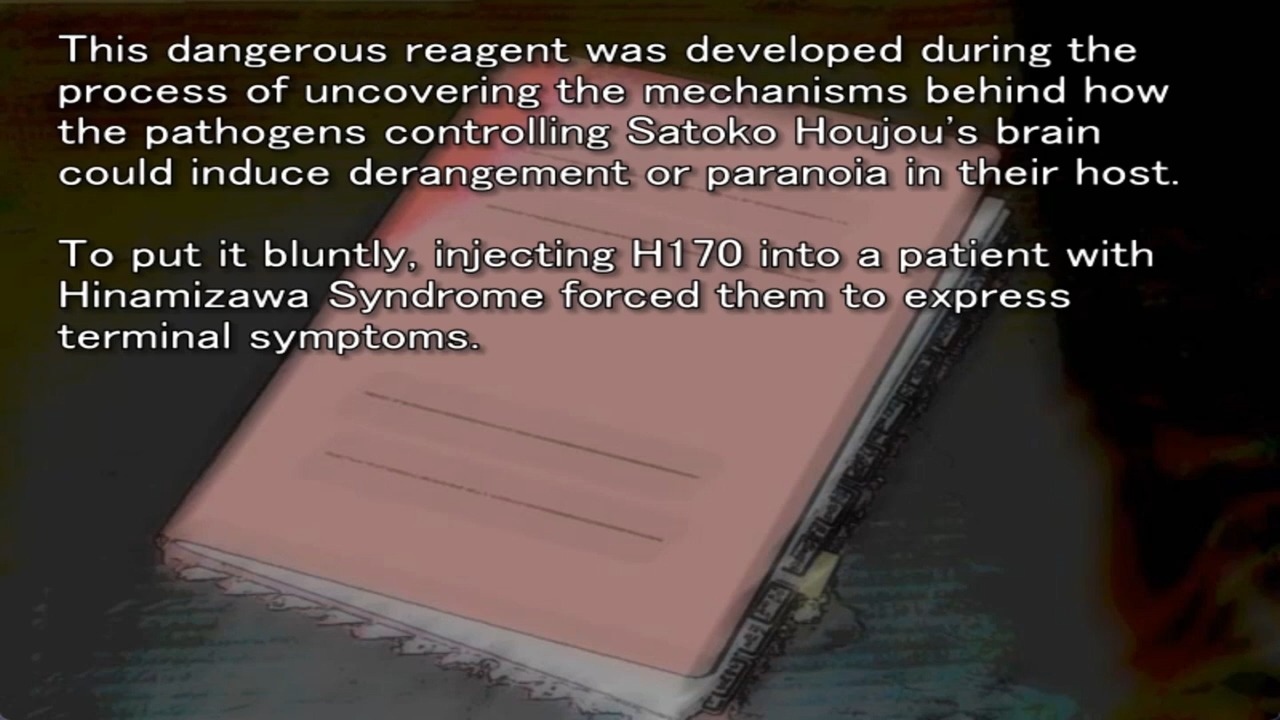 This dangerous reagent was developed during the
process of uncovering the mechanisms behind how
the pathogens controlling Satoko Houjou's brain
could induce derangement or paranoia in their host.
To put it bluntly, injecting H170 into a patient with
Hinamizawa Syndrome forced them to express
terminal symptoms.